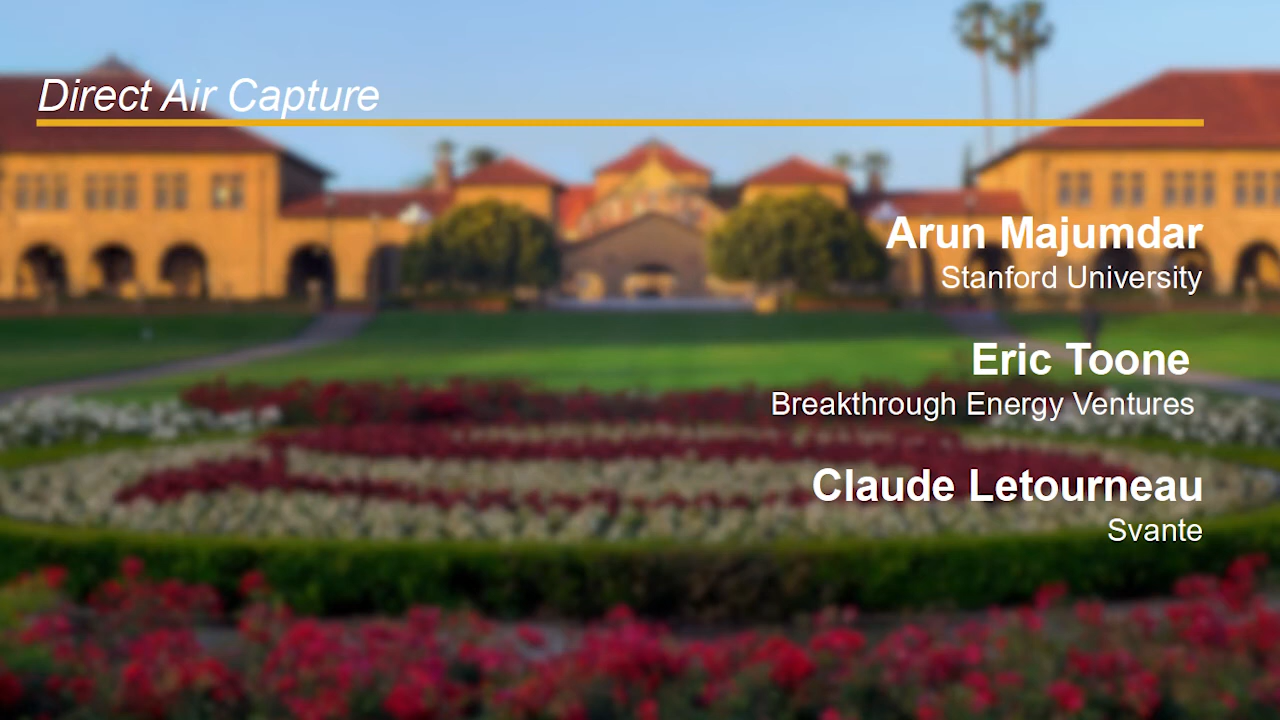 Direct Air Capture
Arun Majumdar
Stanford University
Eric Toone
Breakthrough Energy Ventures
Claude Letourneau
Svante